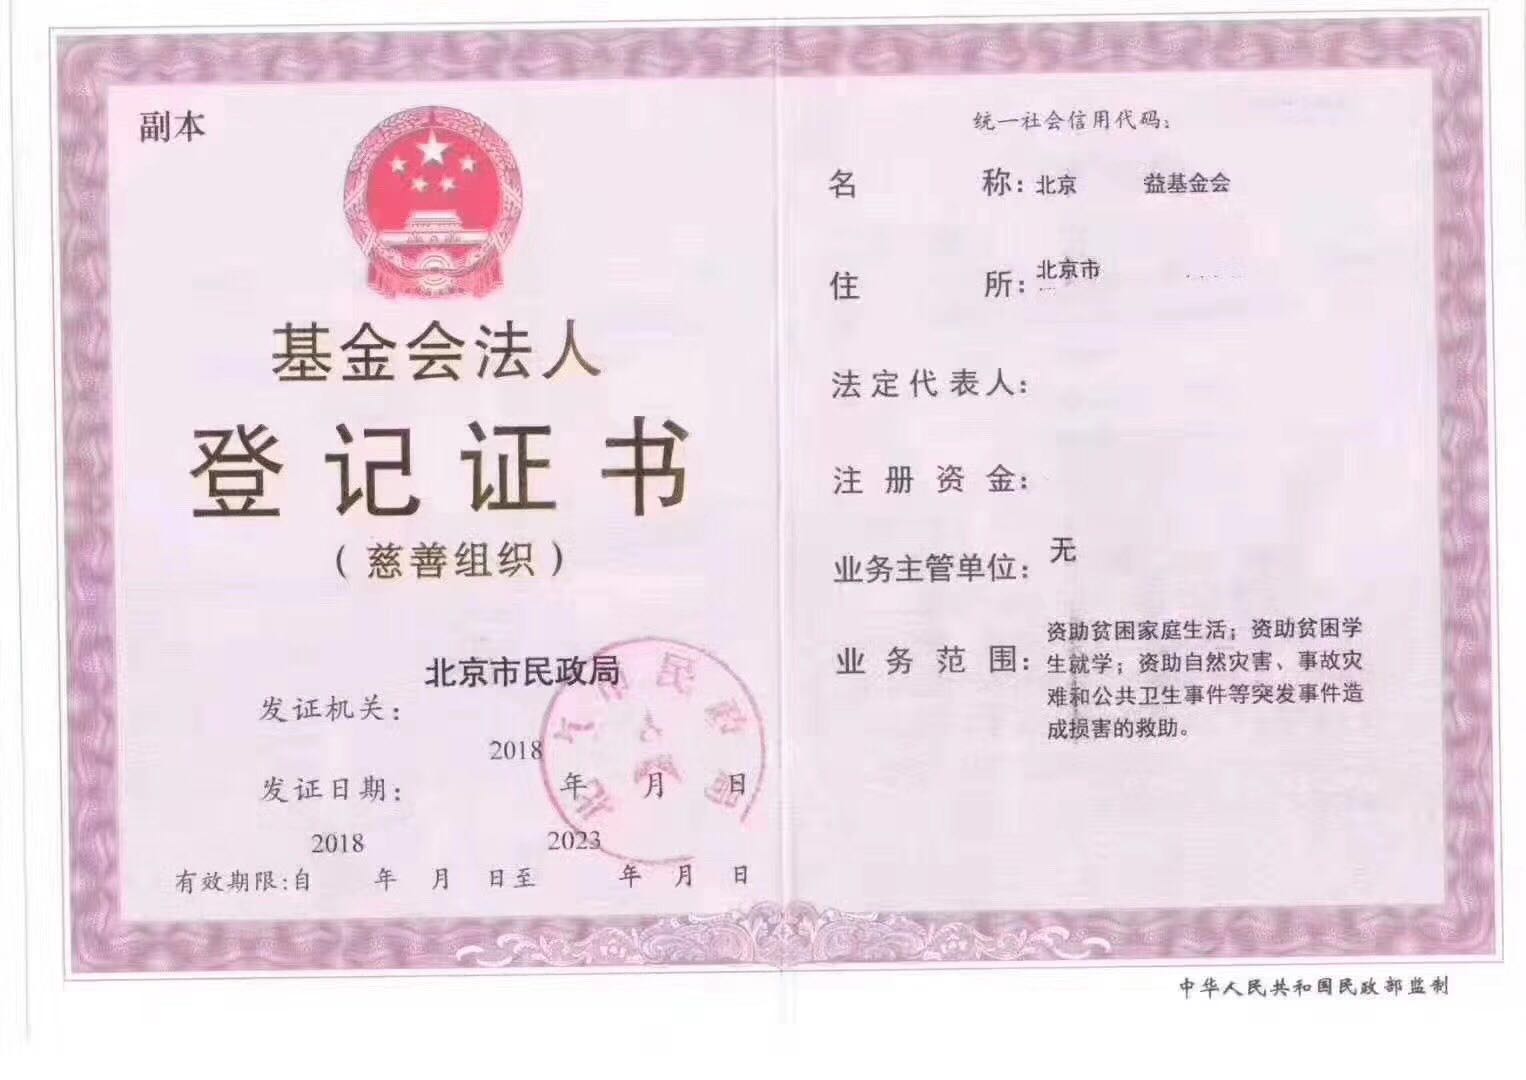 副本
基金会法人
登记证书
（慈善组织）
北京市民政局
发证机关：
2018
发证日期： 年 月 日
2018 2023
有效期限:自 年 月 日至 年 月 日
北京市民政局
统一社会信用代码：
名 称：北京 益基金会
住 所：北京市
法定代表人：
注册资金：
业务主管单位：无
业务范围：资助贫困家庭生活；资助贫困学
生就学；资助自然灾害、事故灾
难和公共卫生事件等突发事件造
成损害的救助。
中华人民共和国民政部监制